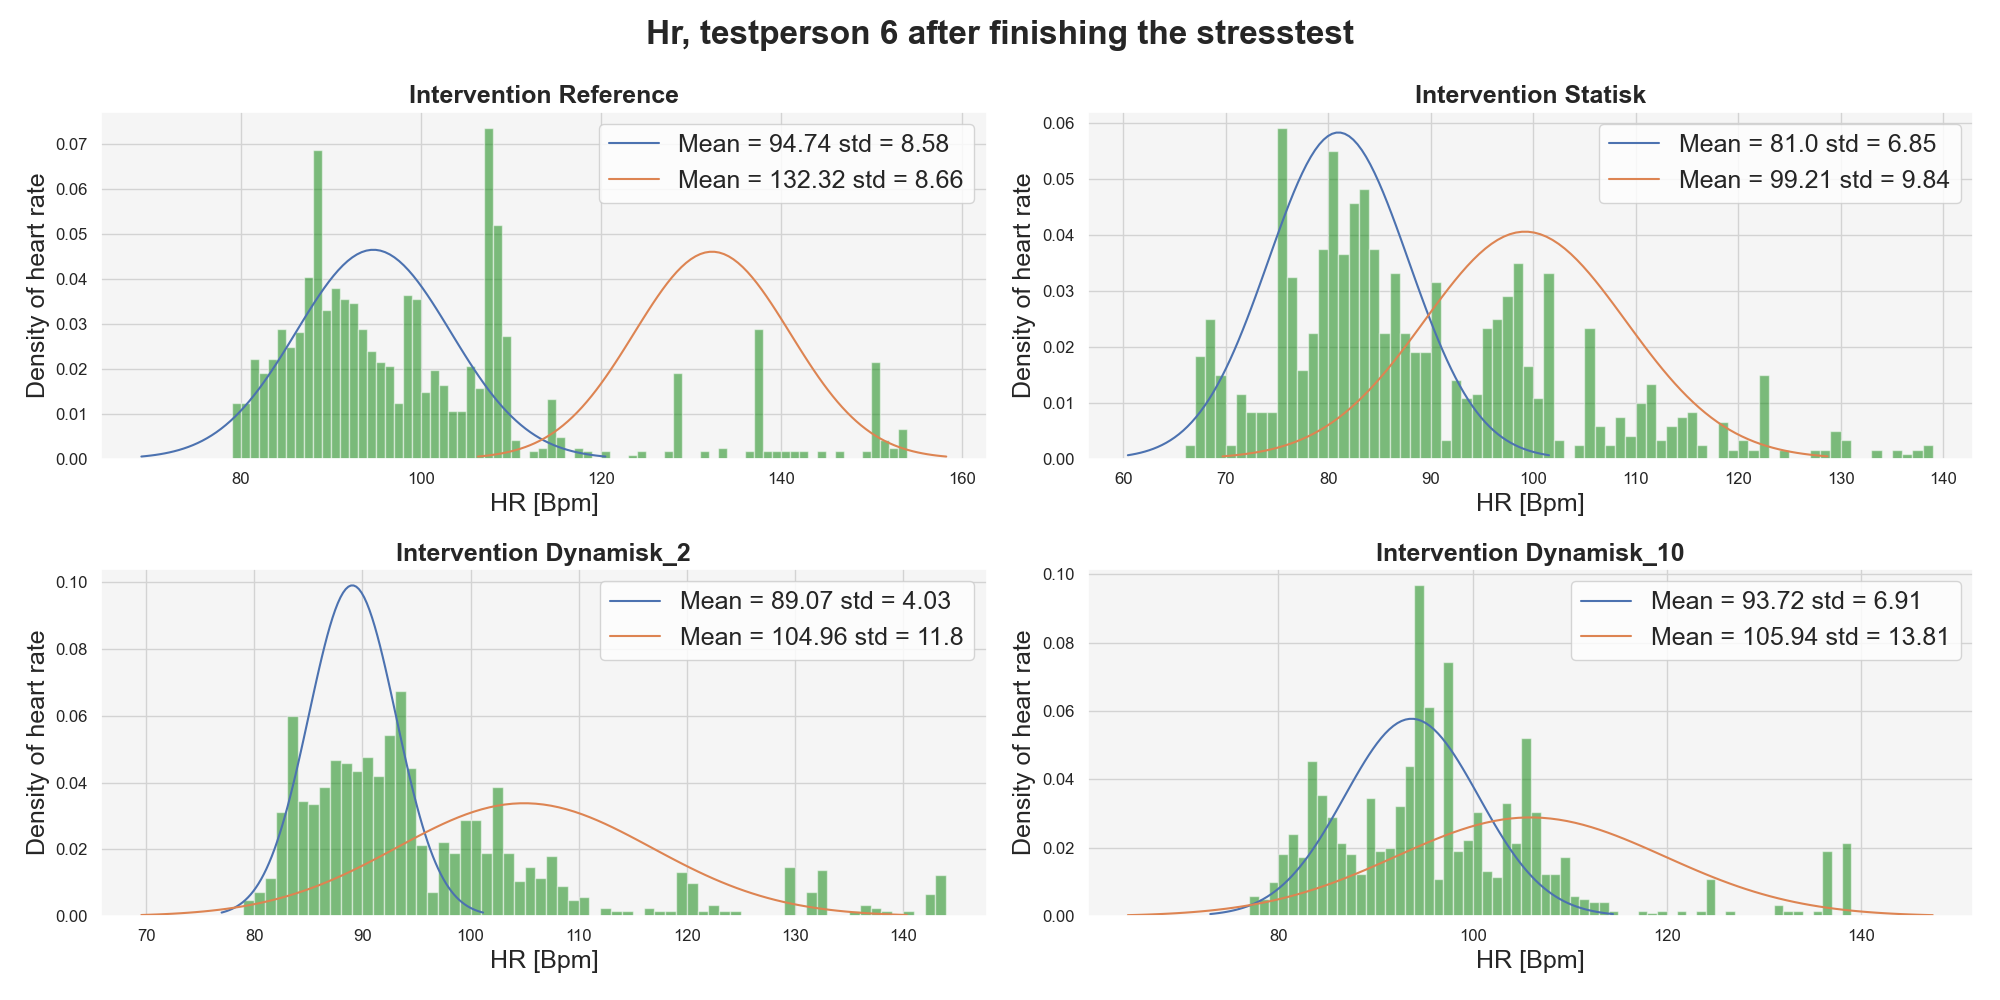 Hr, testperson 6 after finishing the stresstest
Intervention Reference
Density of heart rate
0.07
0.06
0.05
0.04
0.03
0.02
0.01
0.00
Mean = 94.74 std = 8.58
Mean = 132.32 std = 8.66
80 100 120 140 160
HR [Bpm]
Intervention Statisk
Density of heart rate
0.06
0.05
0.04
0.03
0.02
0.01
0.00
Mean = 81.0 std = 6.85
Mean = 99.21 std = 9.84
60 70 80 90 100 110 120 130 140
HR [Bpm]
Intervention Dynamisk_2
Density of heart rate
0.10
0.08
0.06
0.04
0.02
0.00
Mean = 89.07 std = 4.03
Mean = 104.96 std = 11.8
70 80 90 100 110 120 130 140
HR [Bpm]
Intervention Dynamisk_10
Density of heart rate
0.10
0.08
0.06
0.04
0.02
0.00
Mean = 93.72 std = 6.91
Mean = 105.94 std = 13.81
80 100 120 140
HR [Bpm]